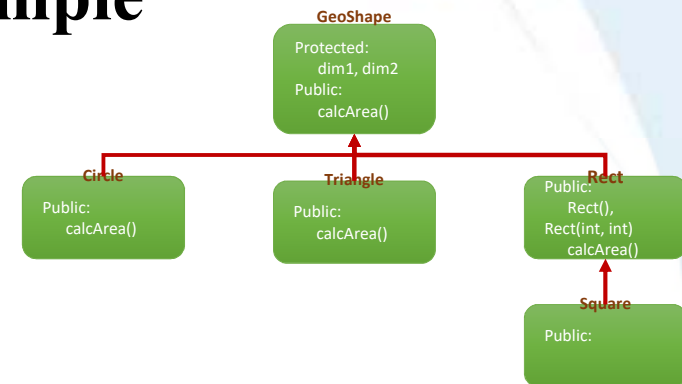 GeoShape
Protected:
dim1, dim2
Public:
calcArea()
Circle
Public:
calcArea()
Triangle
Public:
calcArea()
Rect
Public:
Rect(),
Rect(int, int)
calcArea()
Square
Public: